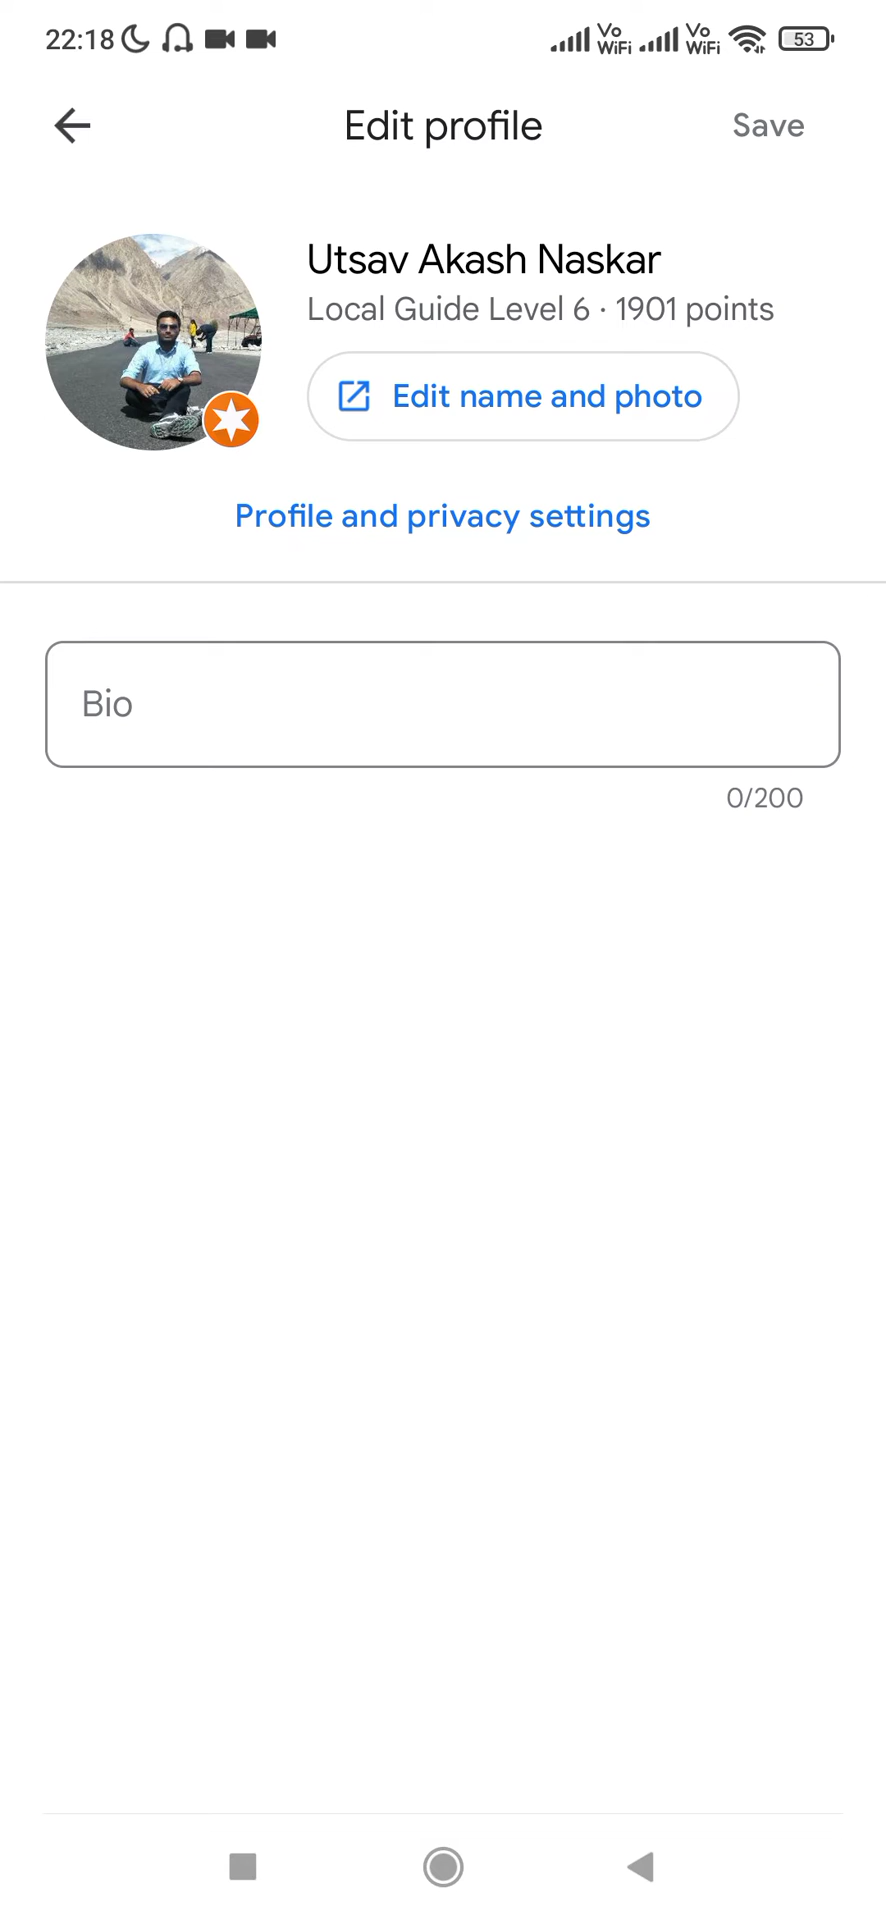 22:18 Vo WiFi Vo WiFi 53
Edit profile Save
Utsav Akash Naskar
Local Guide Level 6 · 1901 points
Edit name and photo
Profile and privacy settings
Bio
0/200